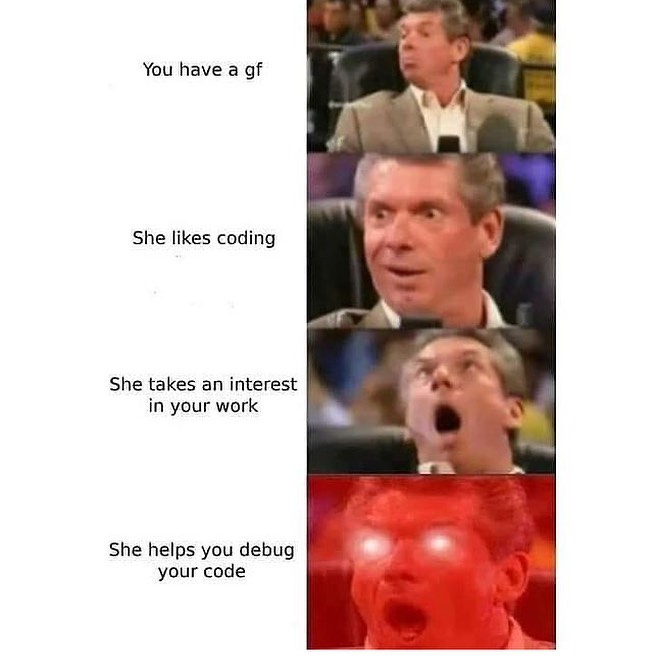 You have a gf
She likes coding
She takes an interest
in your work
She helps you debug
your code